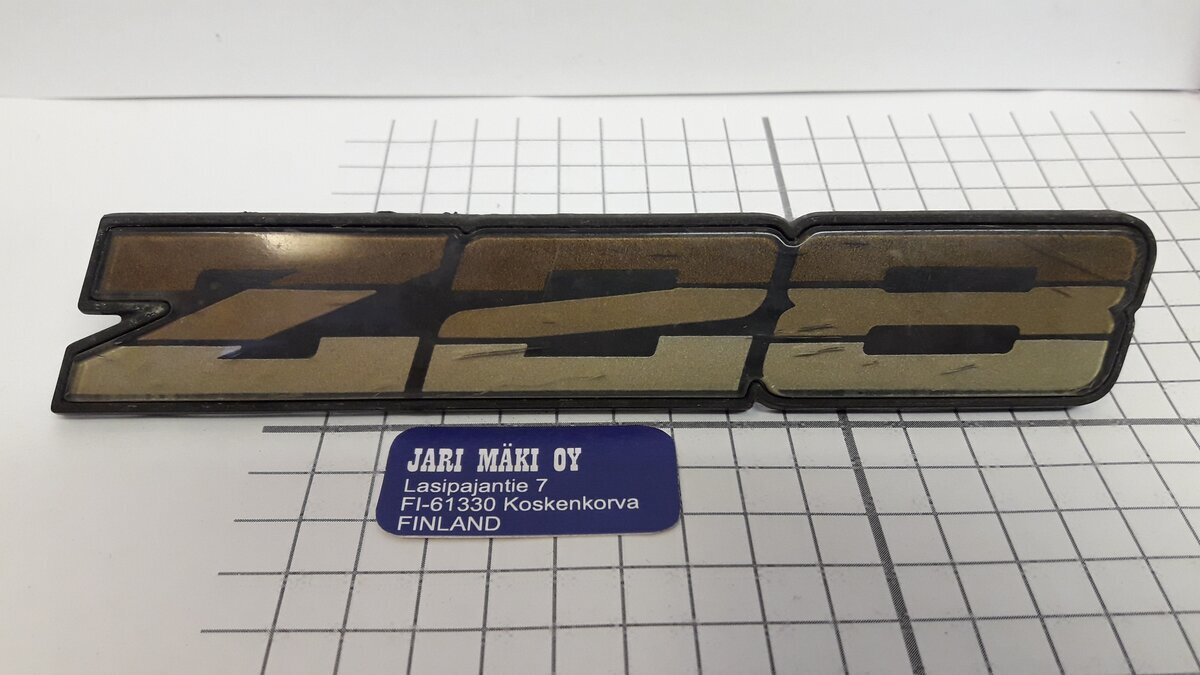 Z28
JARI MÄKI OY
Lasipajantie 7
FI-61330 Koskenkorva
FINLAND